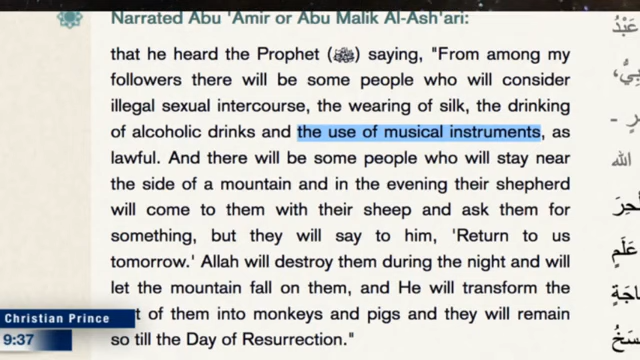 Narrated Abu 'Amir or Abu Malik Al-Ash'ari:
that he heard the Prophet (ﷺ) saying, "From among my
followers there will be some people who will consider
illegal sexual intercourse, the wearing of silk, the drinking
of alcoholic drinks and the use of musical instruments, as
lawful. And there will be some people who will stay near
the side of a mountain and in the evening their shepherd
will come to them with their sheep and ask them for
something, but they will say to him, 'Return to us
tomorrow.' Allah will destroy them during the night and will
let the mountain fall on them, and He will transform the
of them into monkeys and pigs and they will remain
so till the Day of Resurrection."
Christian Prince
9:37
عَبْدُ
الله
عَلَمٍ